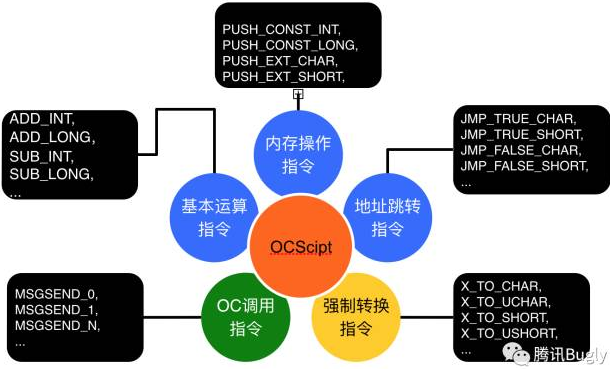 PUSH_CONST_INT,
PUSH_CONST_LONG,
PUSH_EXT_CHAR,
PUSH_EXT_SHORT,
ADD_INT,
ADD_LONG,
SUB_INT,
SUB_LONG,
...
内存操作
指令
JMP_TRUE_CHAR,
JMP_TRUE_SHORT,
JMP_FALSE_CHAR,
JMP_FALSE_SHORT,
...
基本运算
指令
地址跳转
指令
OCScipt
MSGSEND_0,
MSGSEND_1,
MSGSEND_N,
...
OC调用
指令
强制转换
指令
X_TO_CHAR,
X_TO_UCHAR,
X_TO_SHORT,
X_TO_USHORT,
...
腾讯Bugly